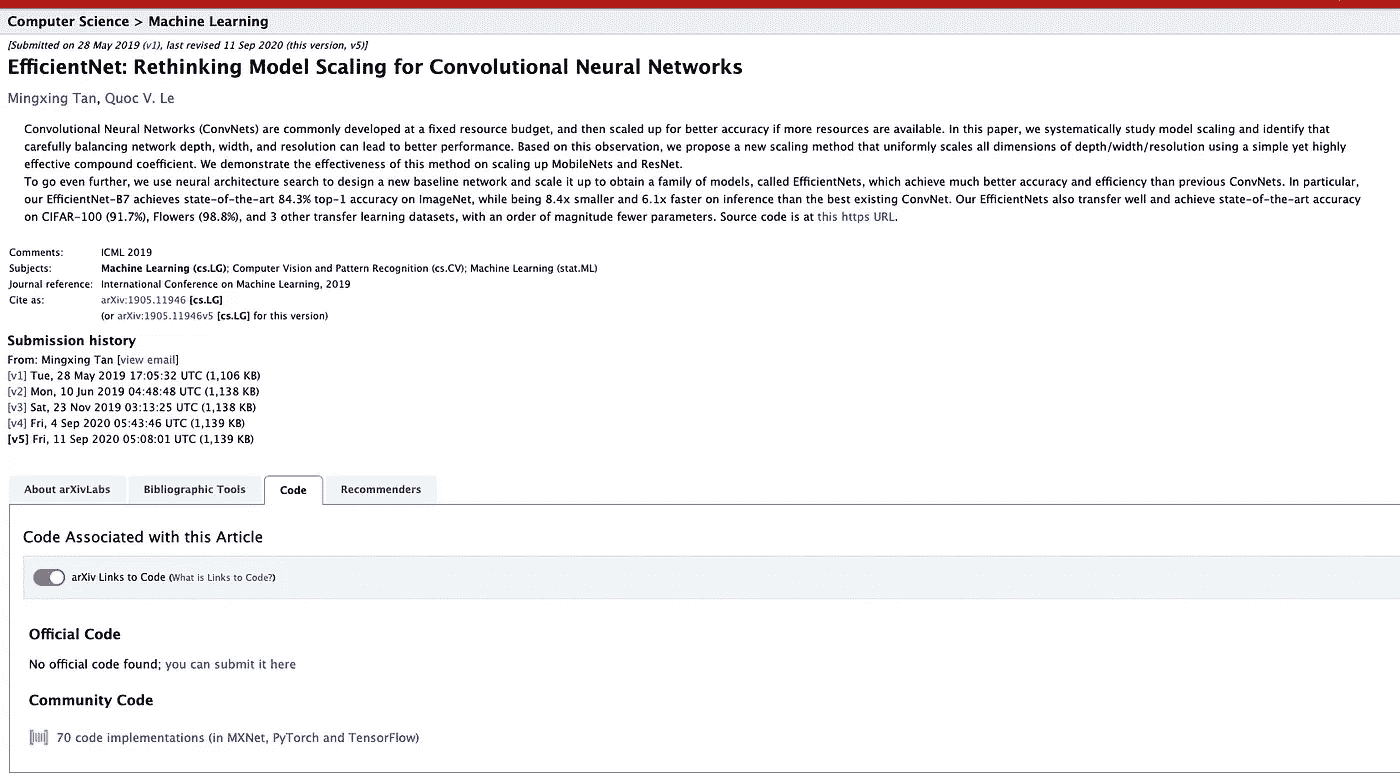 Computer Science > Machine Learning
[Submitted on 28 May 2019 (v1), last revised 11 Sep 2020 (this version, v5)]
EfficientNet: Rethinking Model Scaling for Convolutional Neural Networks
Mingxing Tan, Quoc V. Le
Convolutional Neural Networks (ConvNets) are commonly developed at a fixed resource budget, and then scaled up for better accuracy if more resources are available. In this paper, we systematically study model scaling and identify that
carefully balancing network depth, width, and resolution can lead to better performance. Based on this observation, we propose a new scaling method that uniformly scales all dimensions of depth/width/resolution using a simple yet highly
effective compound coefficient. We demonstrate the effectiveness of this method on scaling up MobileNets and ResNet.
To go even further, we use neural architecture search to design a new baseline network and scale it up to obtain a family of models, called EfficientNets, which achieve much better accuracy and efficiency than previous ConvNets. In particular,
our EfficientNet-B7 achieves state-of-the-art 84.3% top-1 accuracy on ImageNet, while being 8.4x smaller and 6.1x faster on inference than the best existing ConvNet. Our EfficientNets also transfer well and achieve state-of-the-art accuracy
on CIFAR-100 (91.7%), Flowers (98.8%), and 3 other transfer learning datasets, with an order of magnitude fewer parameters. Source code is at this https URL.
Comments: ICML 2019
Subjects: Machine Learning (cs.LG); Computer Vision and Pattern Recognition (cs.CV); Machine Learning (stat.ML)
Journal reference: International Conference on Machine Learning, 2019
Cite as: arXiv:1905.11946 [cs.LG]
(or arXiv:1905.11946v5 [cs.LG] for this version)
Submission history
From: Mingxing Tan [view email]
[v1] Tue, 28 May 2019 17:05:32 UTC (1,106 KB)
[v2] Mon, 10 Jun 2019 04:48:48 UTC (1,138 KB)
[v3] Sat, 23 Nov 2019 03:13:25 UTC (1,138 KB)
[v4] Fri, 4 Sep 2020 05:43:46 UTC (1,139 KB)
[v5] Fri, 11 Sep 2020 05:08:01 UTC (1,139 KB)
About arXivLabs Bibliographic Tools Code Recommenders
Code Associated with this Article
arXiv Links to Code (What is Links to Code?)
Official Code
No official code found; you can submit it here
Community Code
70 code implementations (in MXNet, PyTorch and TensorFlow)